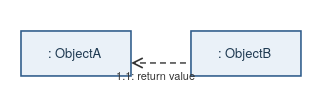 : ObjectA
: ObjectB
1.1: return value